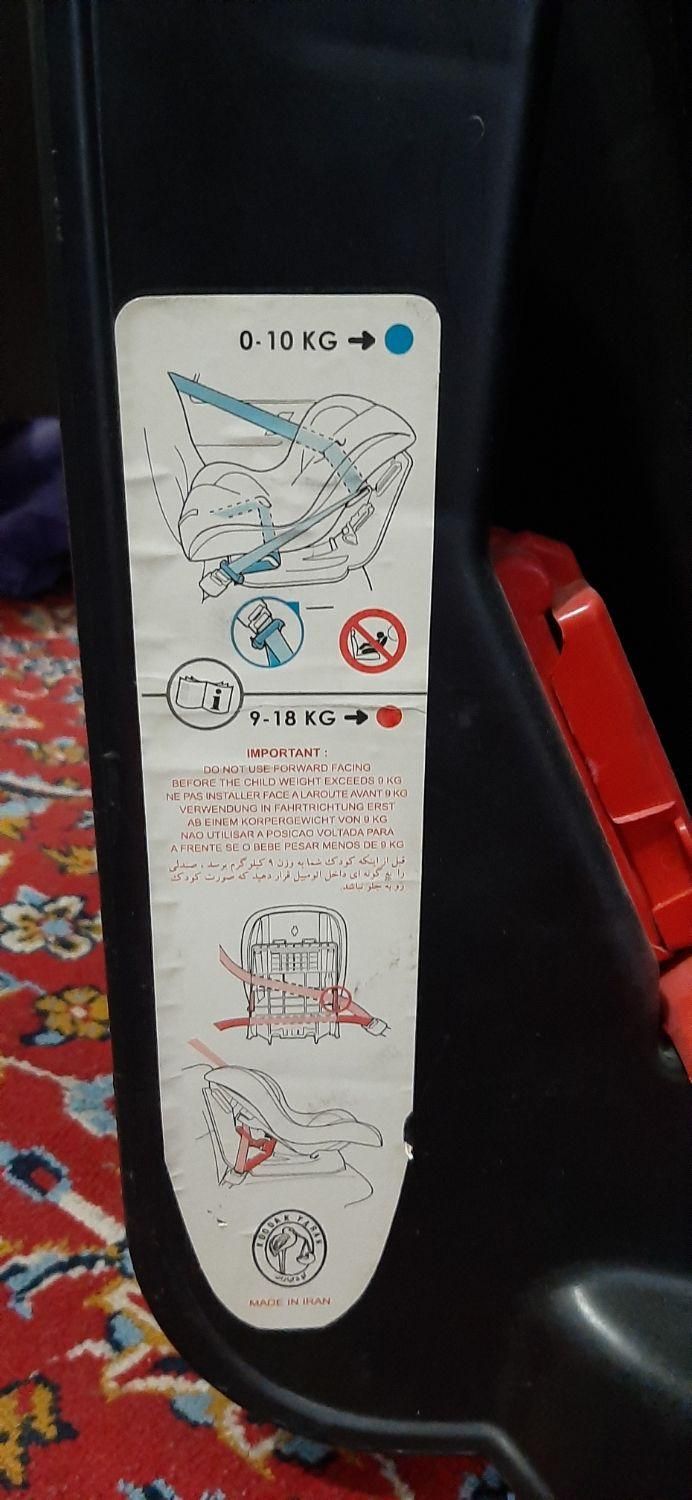 0-10 KG
i
9-18 KG
IMPORTANT :
DO NOT USE FORWARD FACING
BEFORE THE CHILD WEIGHT EXCEEDS 9 KG
NE PAS INSTALLER FACE A LAROUTE AVANT 9 KG
VERWENDUNG IN FAHRTRICHTUNG ERST
AB EINEM KORPERGEWICHT VON 9 KG
NAO UTILISAR A POSICAO VOLTADA PARA
A FRENTE SE O BEBE PESAR MENOS DE 9 KG
قبل از اینکه کودک شما به وزن ۹ کیلو گرم برسد ، صندلی
را به گونه ای داخل اتومبیل قرار دهید که صورت کودک
رو به جلو نباشد.
KOODAK YARAN
MADE IN IRAN